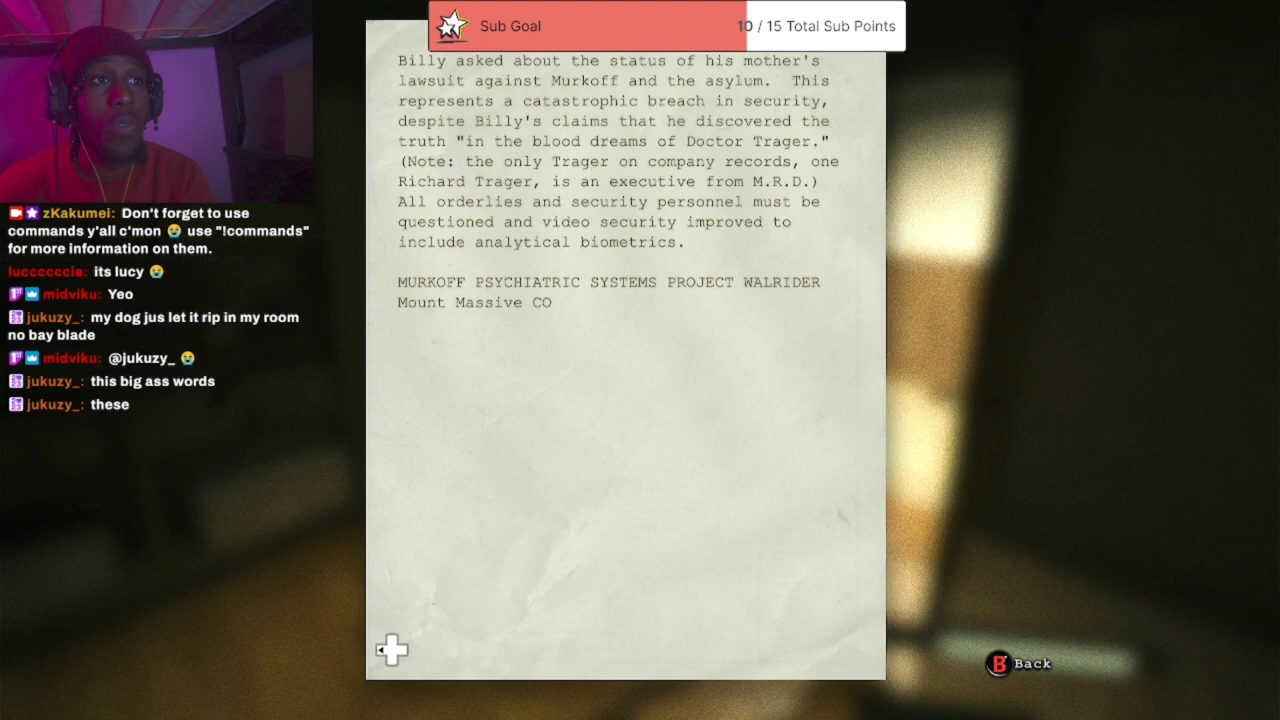 Sub Goal
10 / 15 Total Sub Points
Billy asked about the status of his mother's
lawsuit against Murkoff and the asylum.  This
represents a catastrophic breach in security,
despite Billy's claims that he discovered the
truth "in the blood dreams of Doctor Trager."
(Note: the only Trager on company records, one
Richard Trager, is an executive from M.R.D.)
All orderlies and security personnel must be
questioned and video security improved to
include analytical biometrics.
MURKOFF PSYCHIATRIC SYSTEMS PROJECT WALRIDER
Mount Massive CO
zKakumei: Don't forget to use
commands y'all c'mon 😭 use "!commands"
for more information on them.
luccccccie: its lucy 😭
midviku: Yeo
jukuzy_: my dog jus let it rip in my room
no bay blade
midviku: @jukuzy_ 😭
jukuzy_: this big ass words
jukuzy_: these
B Back